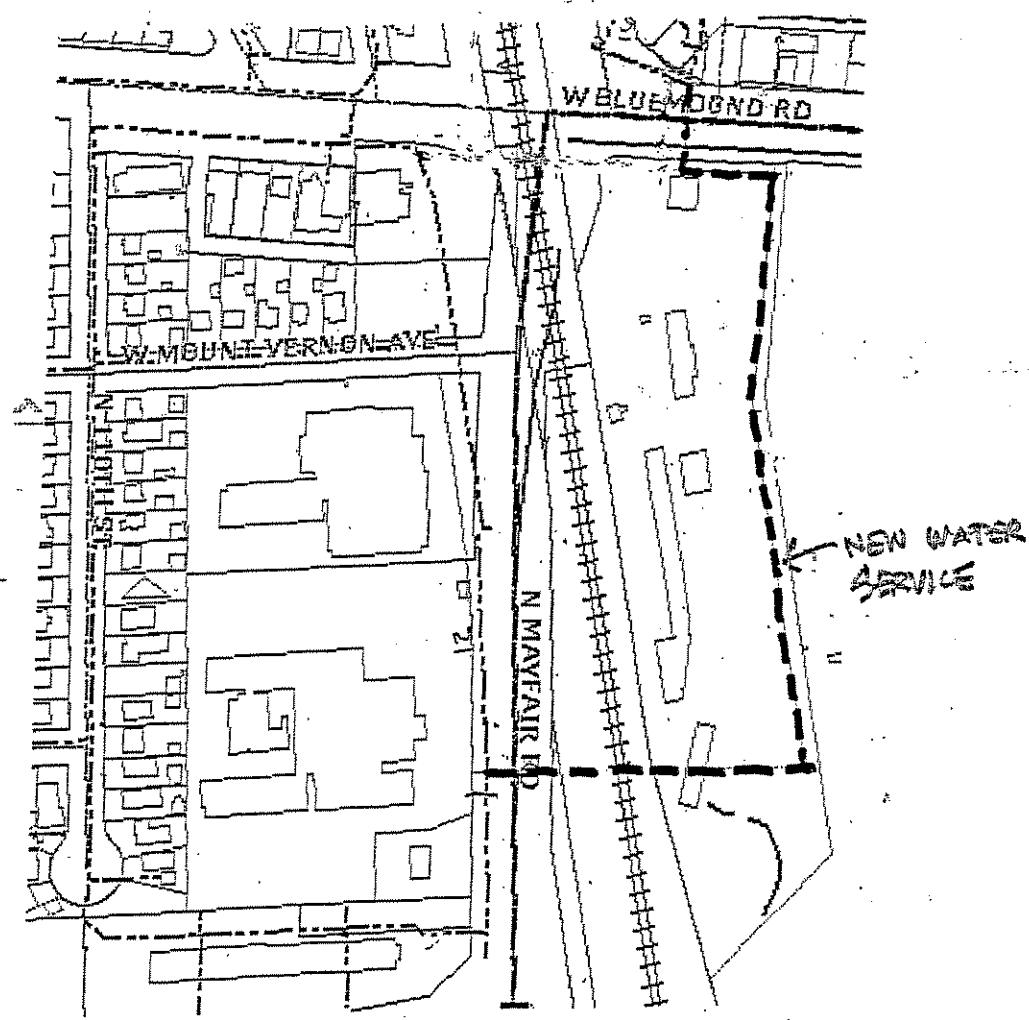 W BLUEMOUND RD
W MOUNT VERNON AVE
N 110TH ST
N MAYFAIR RD
NEW WATER
SERVICE